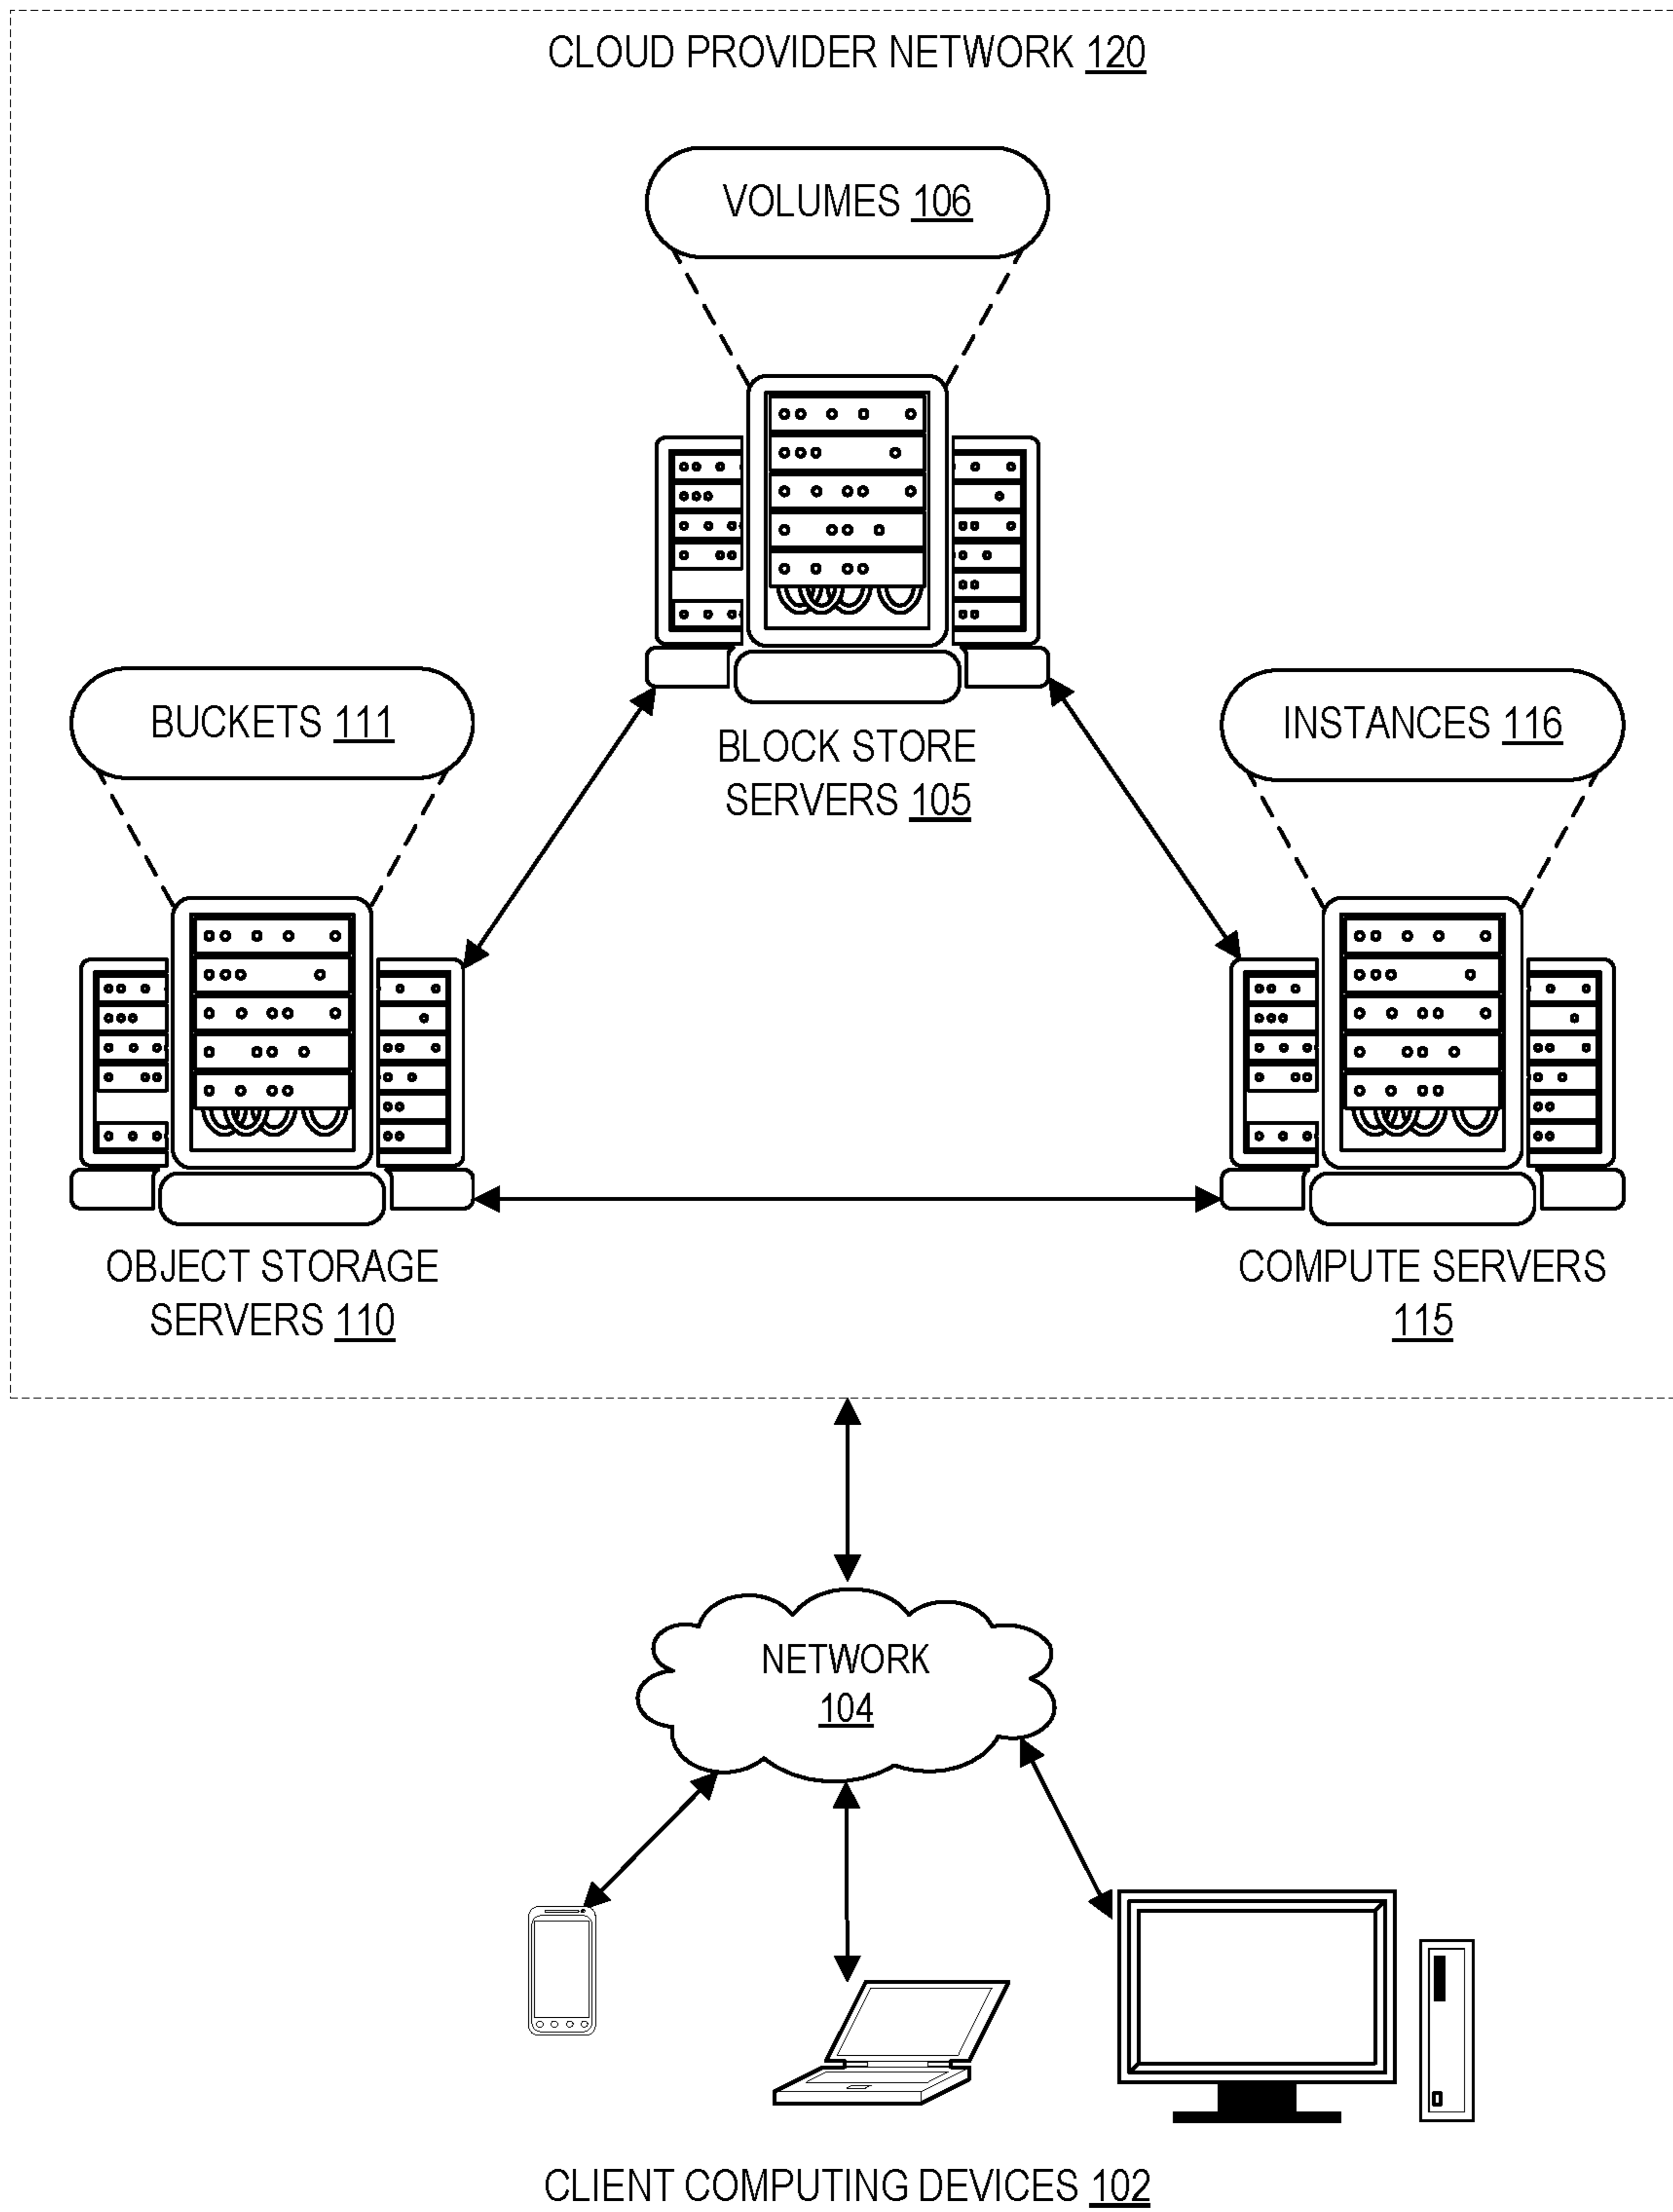 CLOUD PROVIDER NETWORK 120
VOLUMES 106
BLOCK STORE
SERVERS 105
BUCKETS 111
INSTANCES 116
OBJECT STORAGE
SERVERS 110
COMPUTE SERVERS
115
NETWORK
104
CLIENT COMPUTING DEVICES 102